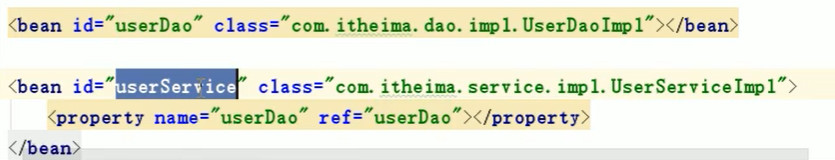 <bean id="userDao" class="com.itheima.dao.impl.UserDaoImpl"></bean>
<bean id="userService" class="com.itheima.service.impl.UserServiceImpl">
<property name="userDao" ref="userDao"></property>
</bean>